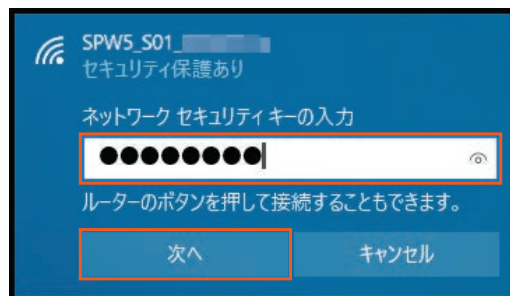 SPW5_S01_
セキュリティ保護あり
ネットワーク セキュリティ キーの入力
●●●●●●●●
ルーターのボタンを押して接続することもできます。
次へ
キャンセル